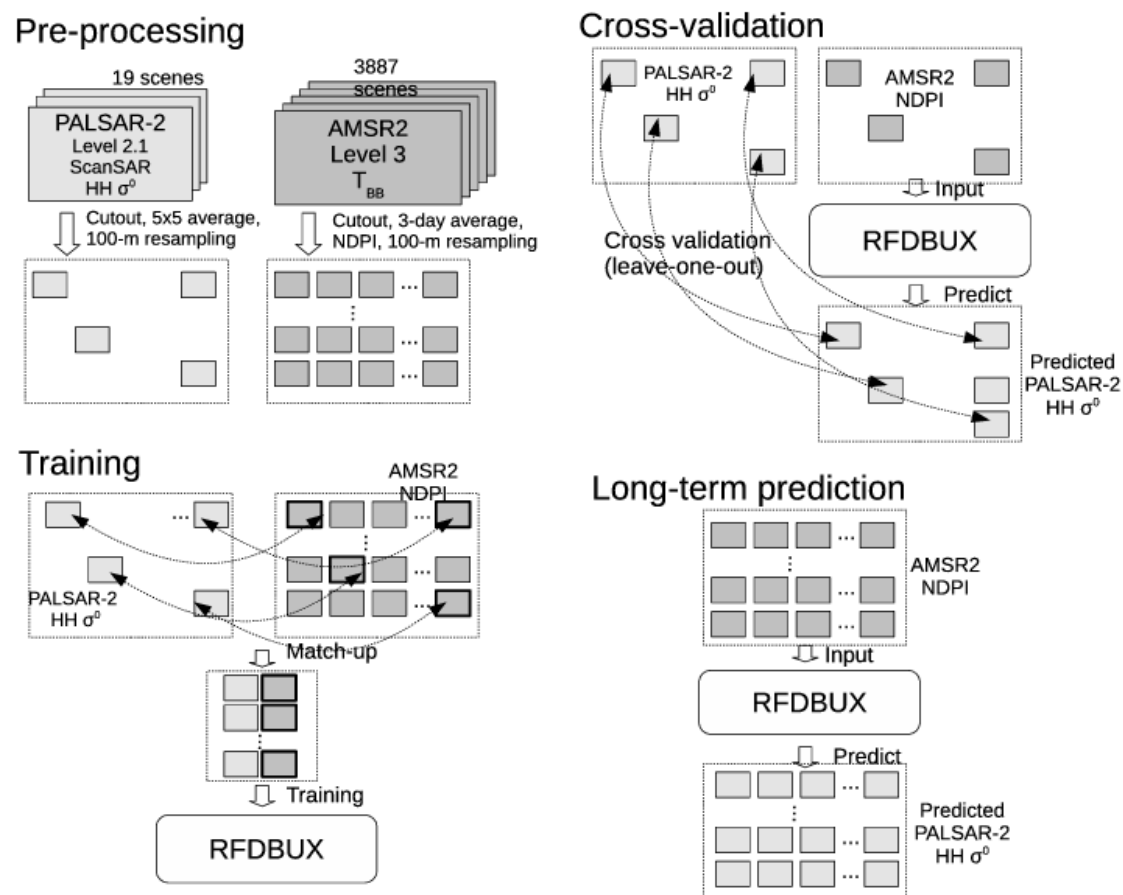 Pre-processing
19 scenes
PALSAR-2
Level 2.1
ScanSAR
HH σ⁰
3887
scenes
AMSR2
Level 3
T_BB
Cutout, 5x5 average,
100-m resampling
Cutout, 3-day average,
NDPI, 100-m resampling
...
...
...
Training
...
PALSAR-2
HH σ⁰
AMSR2
NDPI
...
...
...
Match-up
Training
RFDBUX
Cross-validation
PALSAR-2
HH σ⁰
AMSR2
NDPI
Input
RFDBUX
Cross validation
(leave-one-out)
Predict
Predicted
PALSAR-2
HH σ⁰
Long-term prediction
...
...
...
AMSR2
NDPI
Input
RFDBUX
Predict
...
...
...
Predicted
PALSAR-2
HH σ⁰